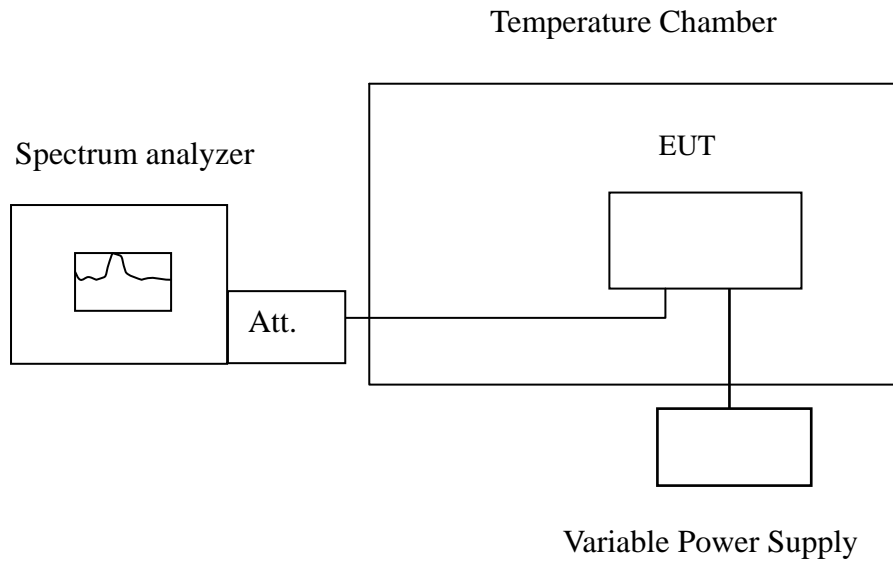 Temperature Chamber
Spectrum analyzer
EUT
Att.
Variable Power Supply